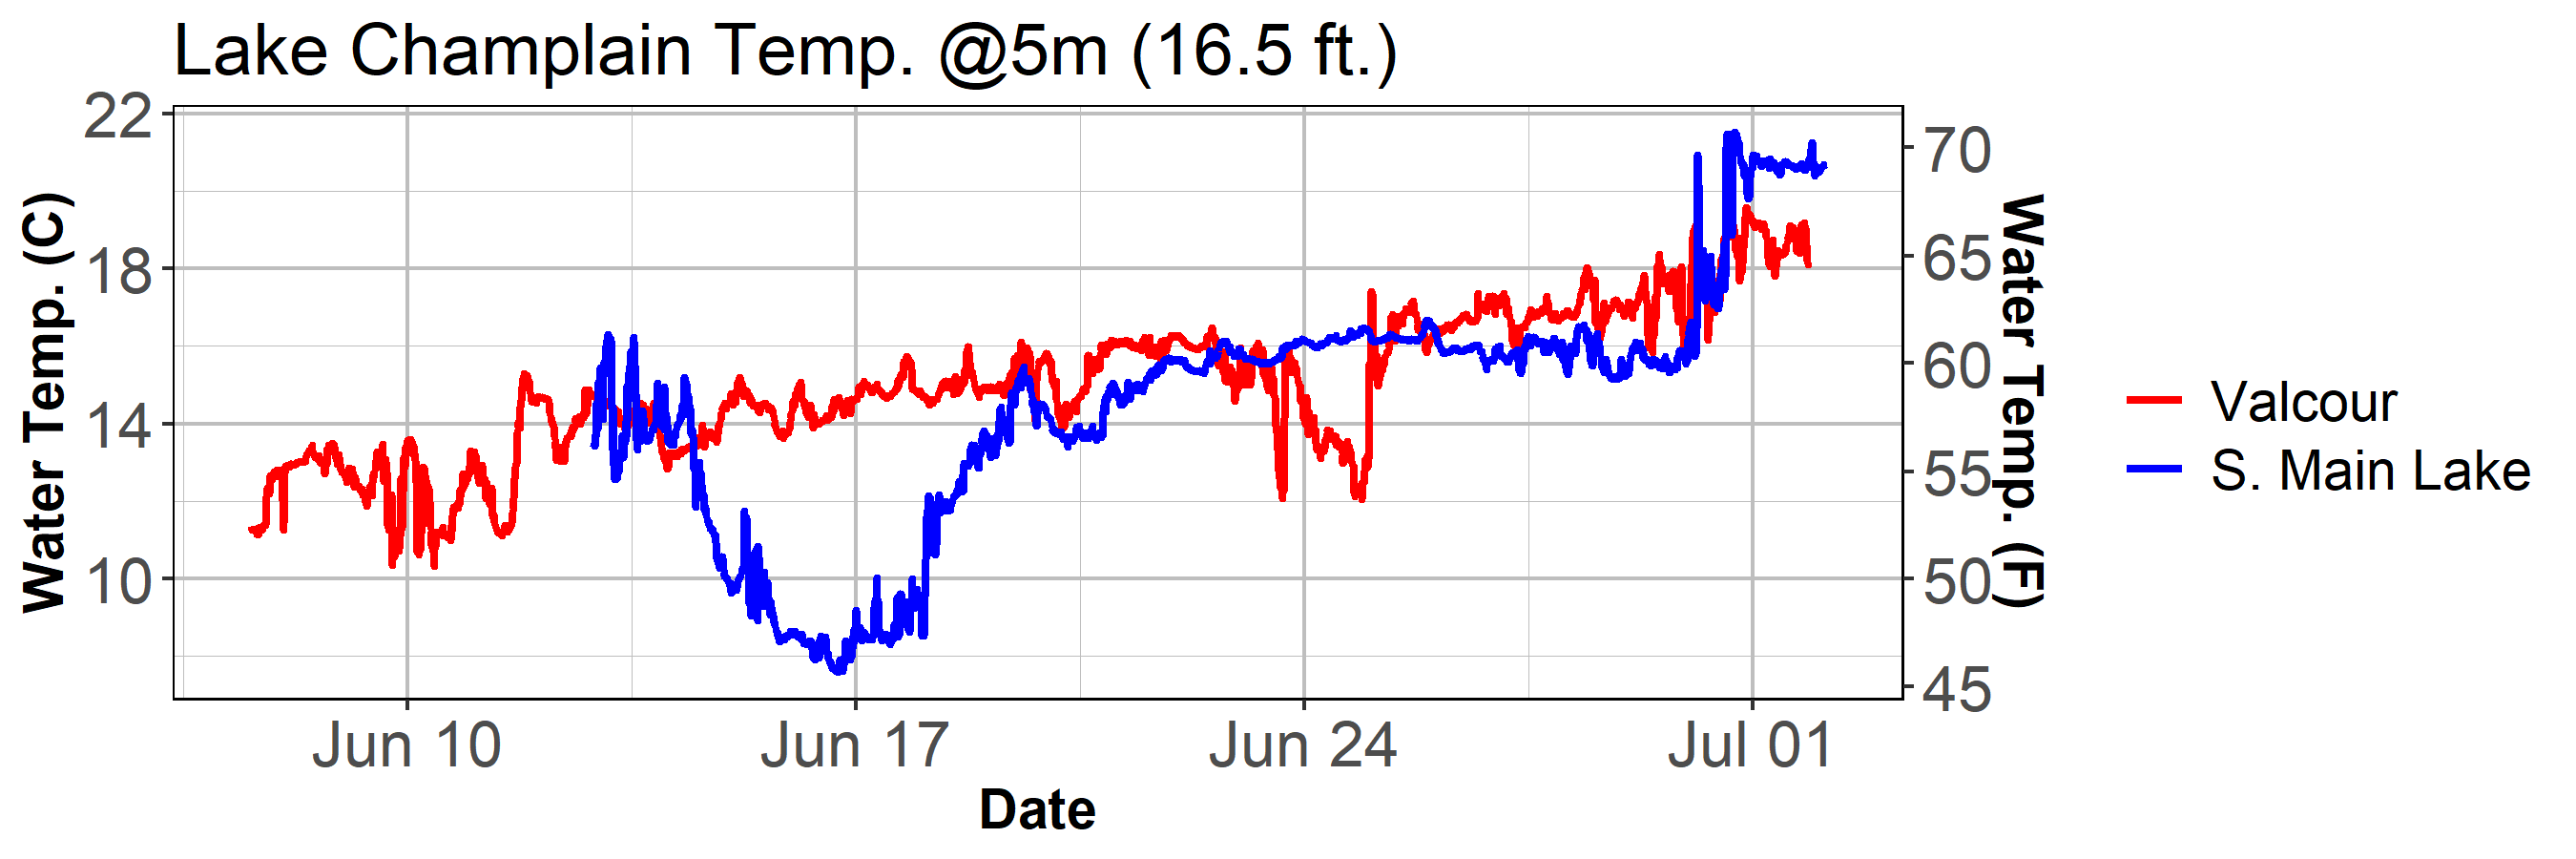 Lake Champlain Temp. @5m (16.5 ft.)
22
18
14
10
Water Temp. (C)
70
65
60
55
50
45
Water Temp. (F)
Jun 10
Jun 17
Jun 24
Jul 01
Date
Valcour
S. Main Lake